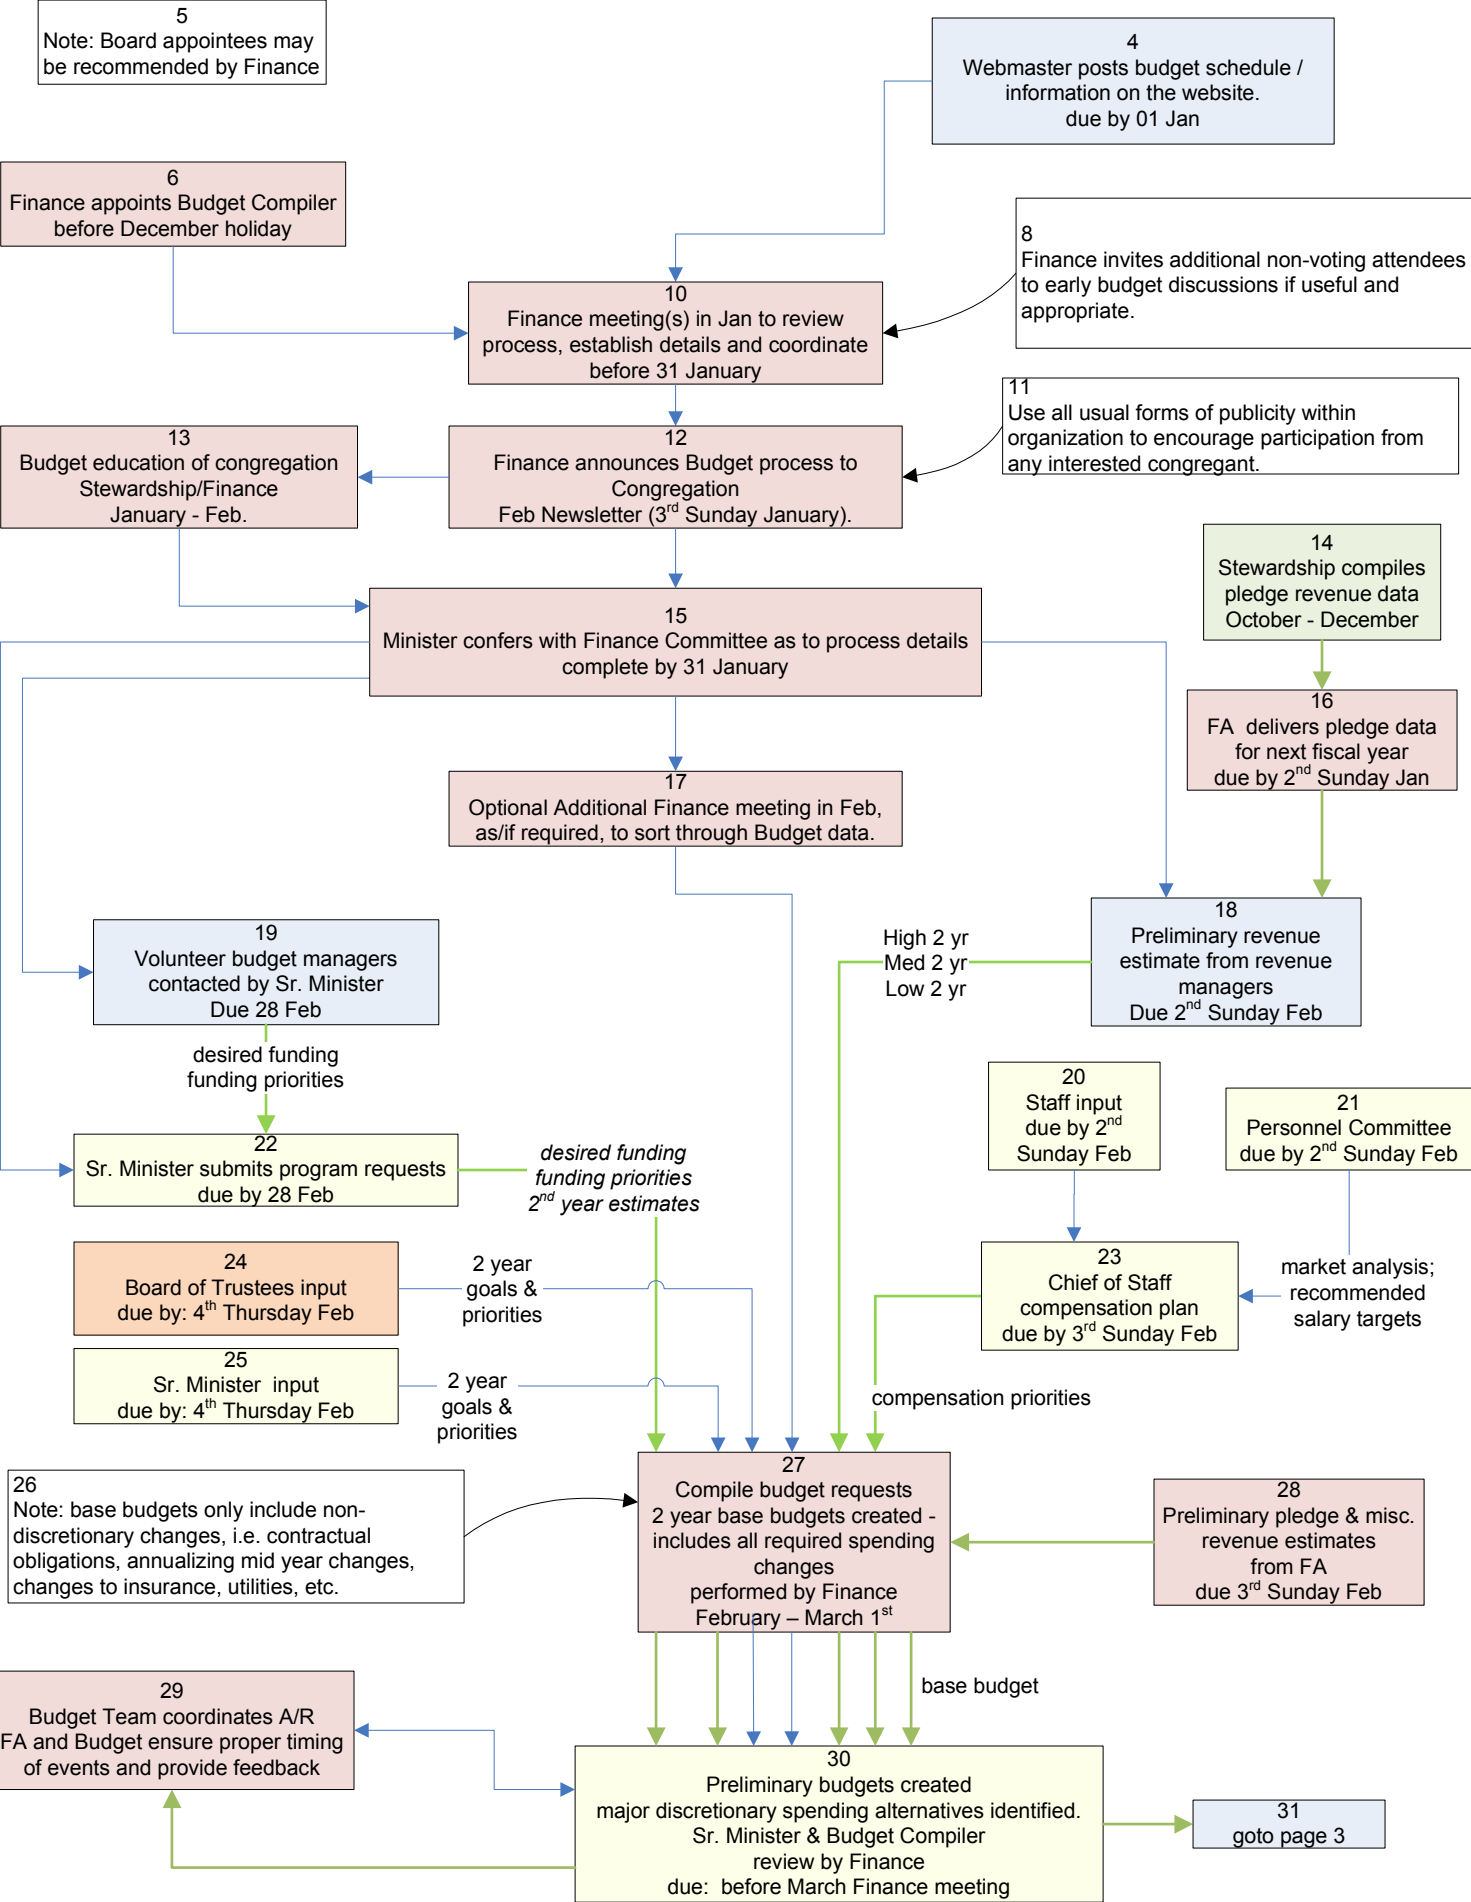 5
Note: Board appointees may
be recommended by Finance
4
Webmaster posts budget schedule /
information on the website.
due by 01 Jan
6
Finance appoints Budget Compiler
before December holiday
8
Finance invites additional non-voting attendees
to early budget discussions if useful and
appropriate.
10
Finance meeting(s) in Jan to review
process, establish details and coordinate
before 31 January
11
Use all usual forms of publicity within
organization to encourage participation from
any interested congregant.
13
Budget education of congregation
Stewardship/Finance
January - Feb.
12
Finance announces Budget process to
Congregation
Feb Newsletter (3rd Sunday January).
14
Stewardship compiles
pledge revenue data
October - December
15
Minister confers with Finance Committee as to process details
complete by 31 January
16
FA delivers pledge data
for next fiscal year
due by 2nd Sunday Jan
17
Optional Additional Finance meeting in Feb,
as/if required, to sort through Budget data.
18
Preliminary revenue
estimate from revenue
managers
Due 2nd Sunday Feb
High 2 yr
Med 2 yr
Low 2 yr
19
Volunteer budget managers
contacted by Sr. Minister
Due 28 Feb
desired funding
funding priorities
20
Staff input
due by 2nd
Sunday Feb
21
Personnel Committee
due by 2nd Sunday Feb
22
Sr. Minister submits program requests
due by 28 Feb
desired funding
funding priorities
2nd year estimates
24
Board of Trustees input
due by: 4th Thursday Feb
2 year
goals &
priorities
23
Chief of Staff
compensation plan
due by 3rd Sunday Feb
market analysis;
recommended
salary targets
25
Sr. Minister input
due by: 4th Thursday Feb
2 year
goals &
priorities
compensation priorities
26
Note: base budgets only include non-
discretionary changes, i.e. contractual
obligations, annualizing mid year changes,
changes to insurance, utilities, etc.
27
Compile budget requests
2 year base budgets created -
includes all required spending
changes
performed by Finance
February – March 1st
28
Preliminary pledge & misc.
revenue estimates
from FA
due 3rd Sunday Feb
base budget
29
Budget Team coordinates A/R
FA and Budget ensure proper timing
of events and provide feedback
30
Preliminary budgets created
major discretionary spending alternatives identified.
Sr. Minister & Budget Compiler
review by Finance
due: before March Finance meeting
31
goto page 3